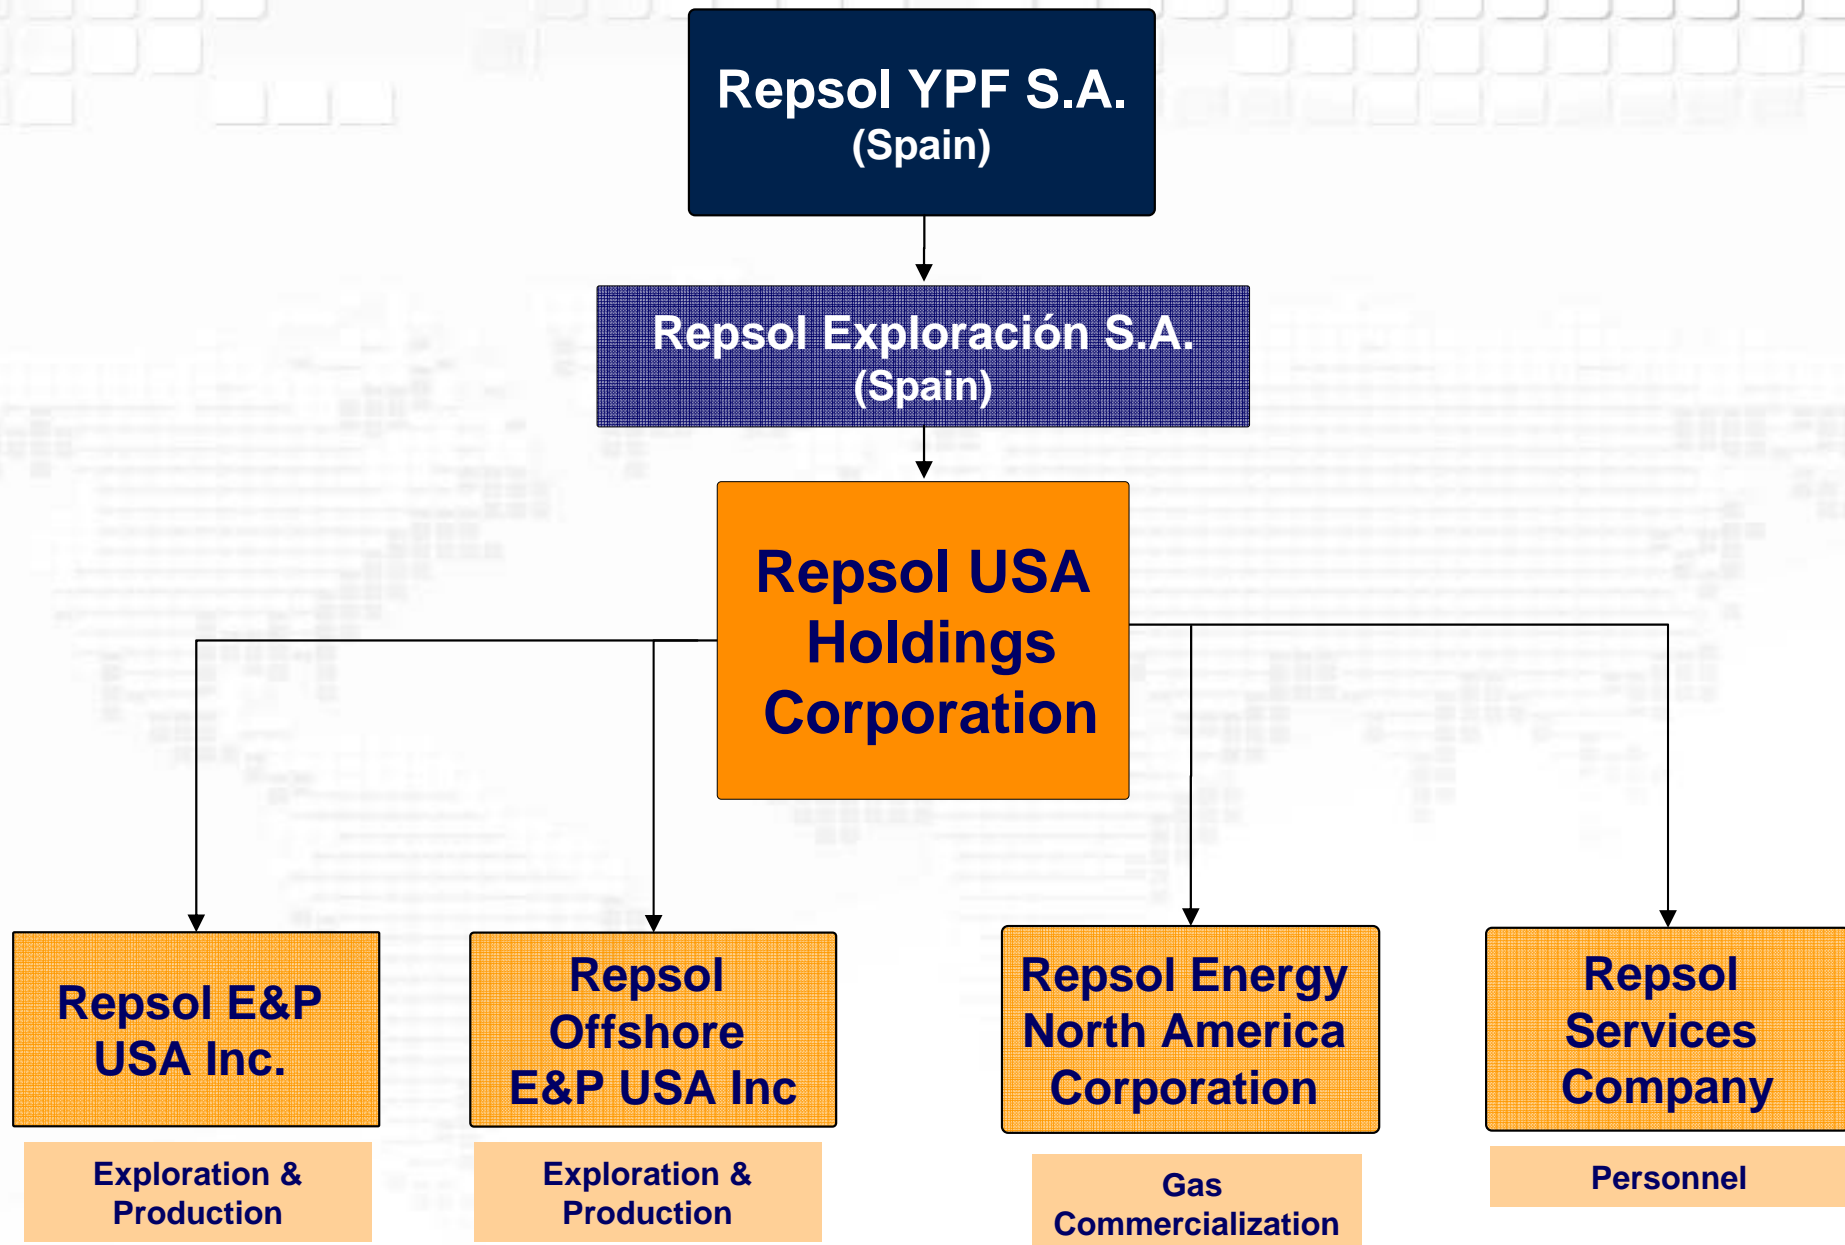 Repsol YPF S.A.
(Spain)
Repsol Exploración S.A.
(Spain)
Repsol USA
Holdings
Corporation
Repsol E&P
USA Inc.
Exploration &
Production
Repsol
Offshore
E&P USA Inc
Exploration &
Production
Repsol Energy
North America
Corporation
Gas
Commercialization
Repsol
Services
Company
Personnel